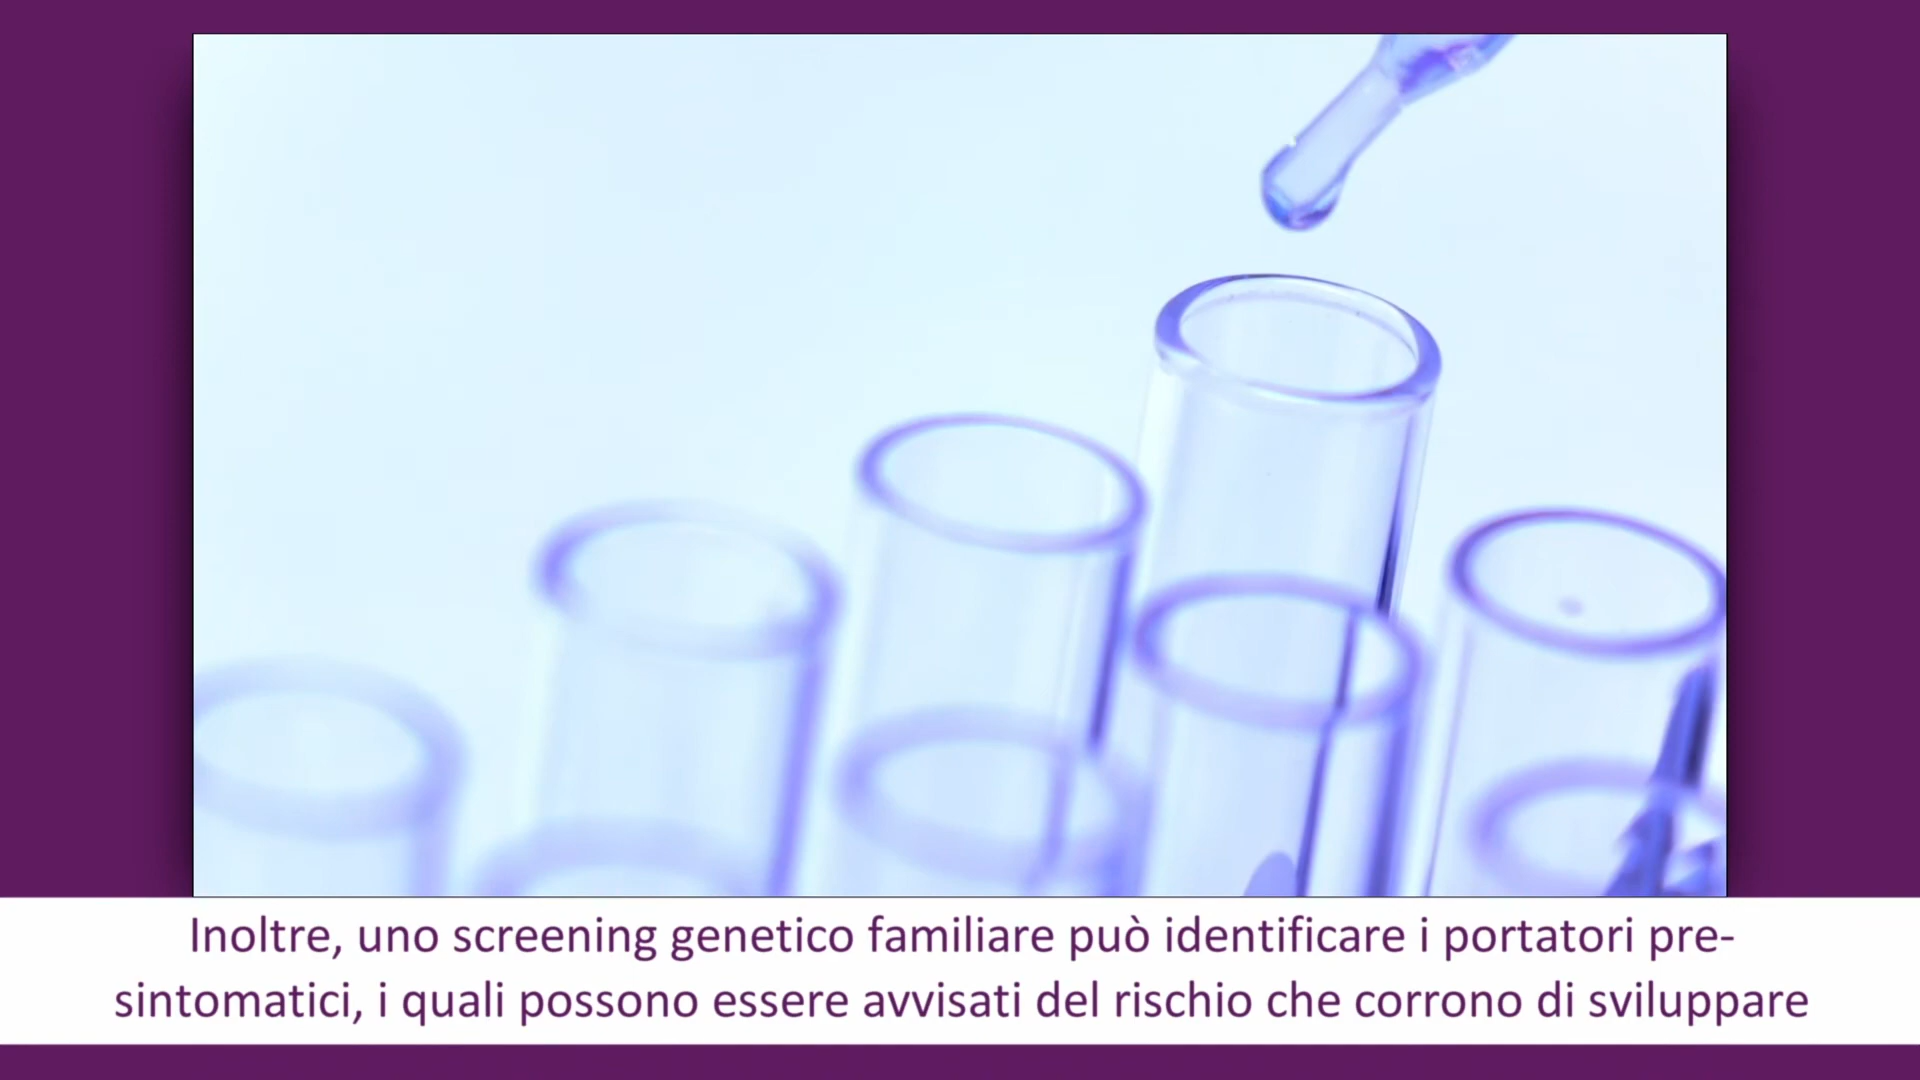 Inoltre, uno screening genetico familiare può identificare i portatori pre-
sintomatici, i quali possono essere avvisati del rischio che corrono di sviluppare